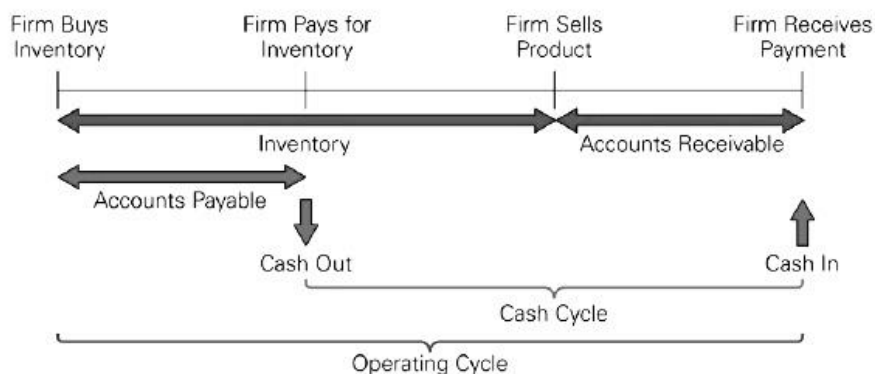 Firm Buys
Inventory
Firm Pays for
Inventory
Firm Sells
Product
Firm Receives
Payment
Inventory
Accounts Receivable
Accounts Payable
Cash Out
Cash In
Cash Cycle
Operating Cycle